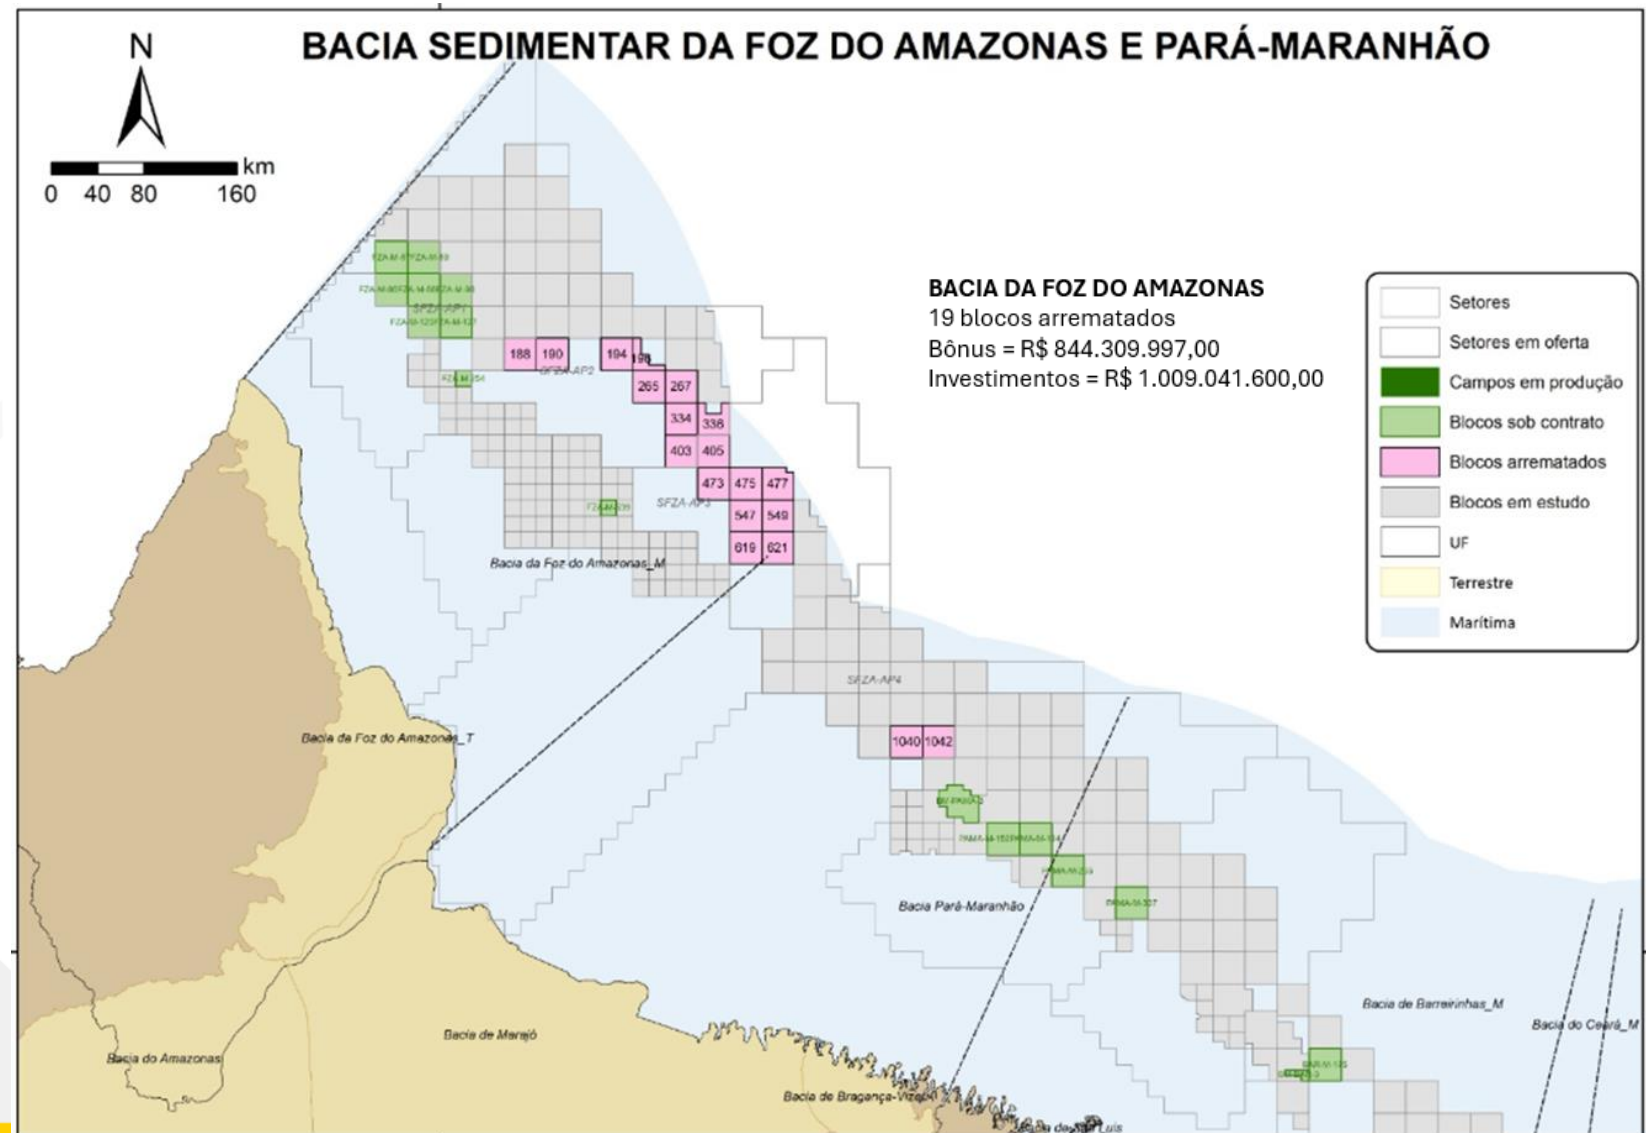 BACIA SEDIMENTAR DA FOZ DO AMAZONAS E PARÁ-MARANHÃO
N
km
0 40 80 160
BACIA DA FOZ DO AMAZONAS
19 blocos arrematados
Bônus = R$ 844.309.997,00
Investimentos = R$ 1.009.041.600,00
Setores
Setores em oferta
Campos em produção
Blocos sob contrato
Blocos arrematados
Blocos em estudo
UF
Terrestre
Marítima
SFZA-AP1
188 190 194 196
SFZA-AP2
265 267
334 336
403 405
473 475 477
SFZA-AP3
547 549
619 621
Bacia da Foz do Amazonas_M
SFZA-AP4
Bacia da Foz do Amazonas_T
1040 1042
Bacia Pará-Maranhão
Bacia de Barreirinhas_M
Bacia do Ceará_M
Bacia de Marajó
Bacia do Amazonas